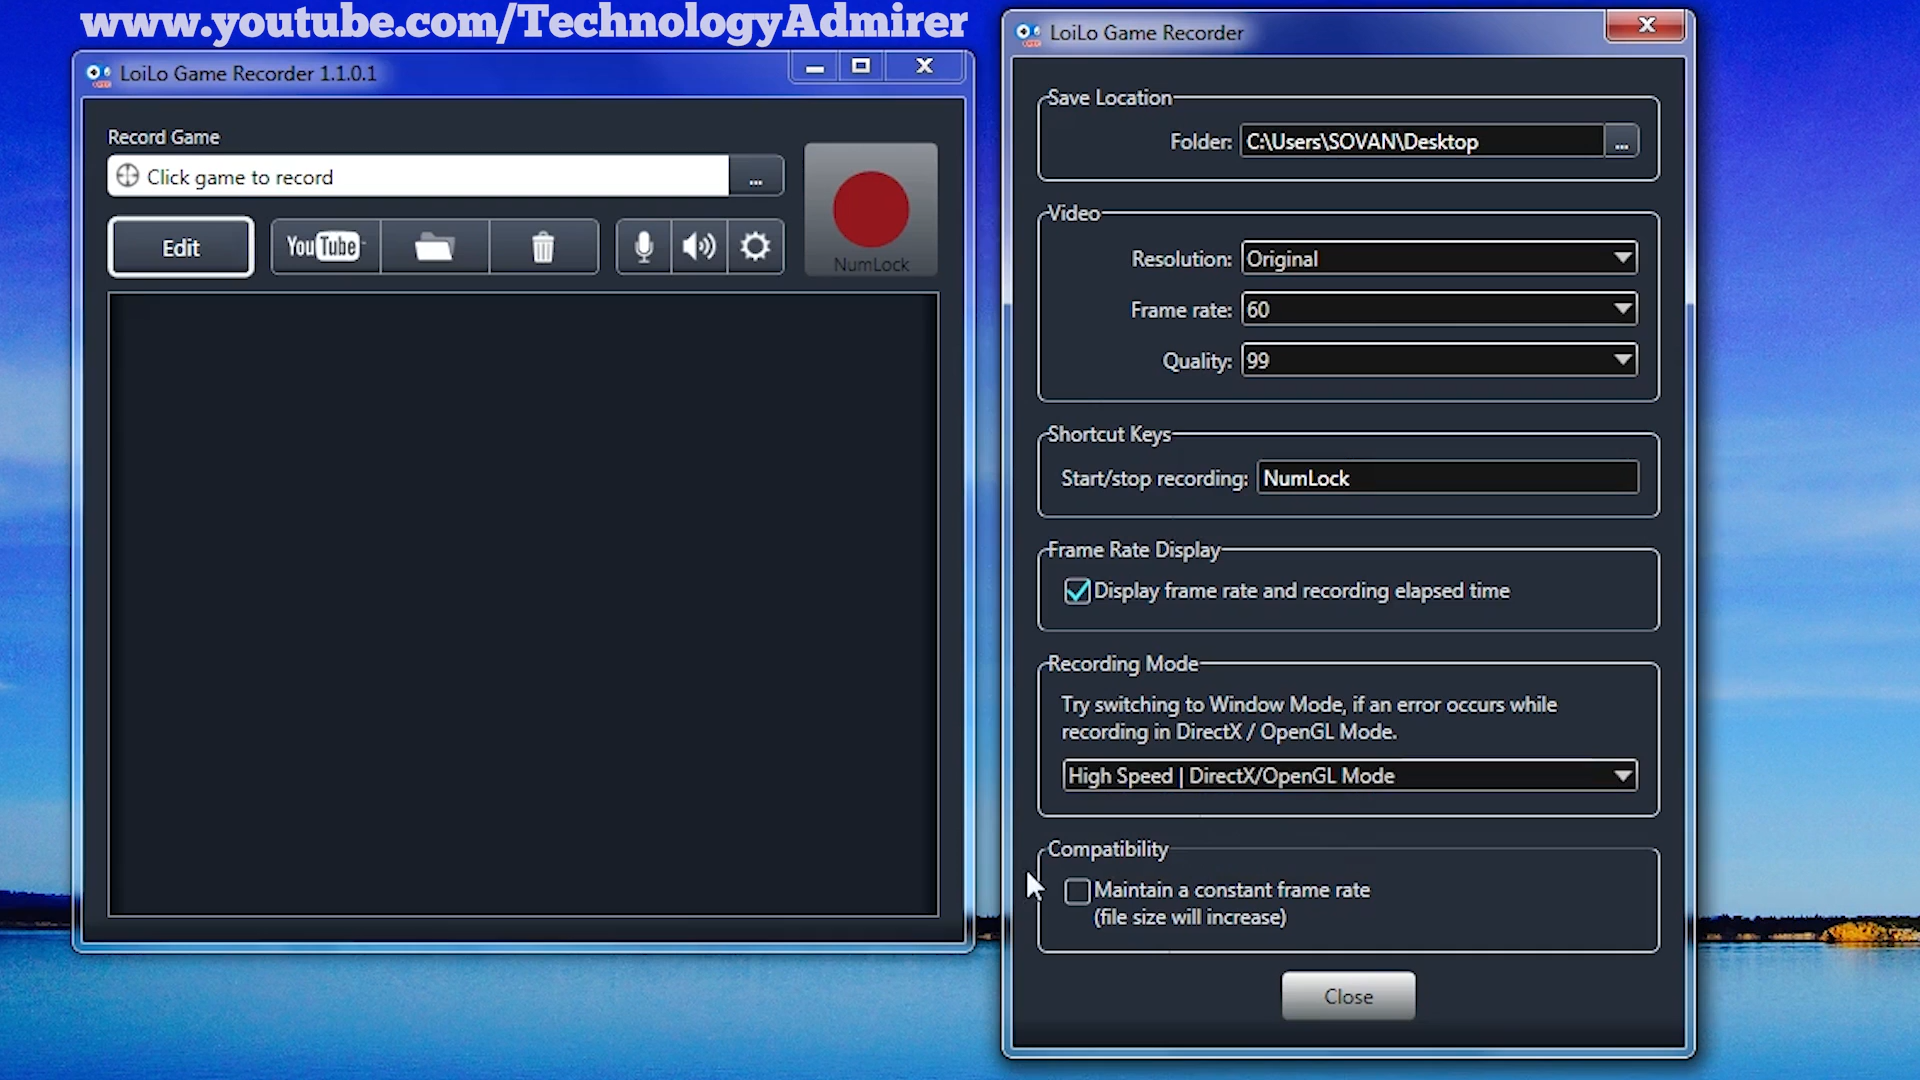 www.youtube.com/TechnologyAdmirer
LoiLo Game Recorder 1.1.0.1
Record Game
Click game to record
...
Edit
YouTube
NumLock
LoiLo Game Recorder
Save Location
Folder: C:\Users\SOVAN\Desktop ...
Video
Resolution: Original
Frame rate: 60
Quality: 99
Shortcut Keys
Start/stop recording: NumLock
Frame Rate Display
Display frame rate and recording elapsed time
Recording Mode
Try switching to Window Mode, if an error occurs while
recording in DirectX / OpenGL Mode.
High Speed | DirectX/OpenGL Mode
Compatibility
Maintain a constant frame rate
(file size will increase)
Close